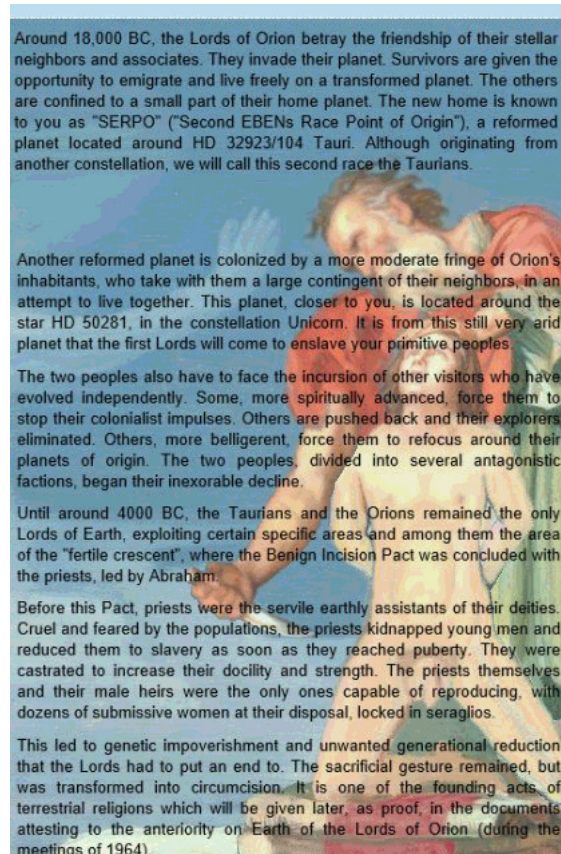 Around 18,000 BC, the Lords of Orion betray the friendship of their stellar
neighbors and associates. They invade their planet. Survivors are given the
opportunity to emigrate and live freely on a transformed planet. The others
are confined to a small part of their home planet. The new home is known
to you as "SERPO" ("Second EBENs Race Point of Origin"), a reformed
planet located around HD 32923/104 Tauri. Although originating from
another constellation, we will call this second race the Taurians.
Another reformed planet is colonized by a more moderate fringe of Orion's
inhabitants, who take with them a large contingent of their neighbors, in an
attempt to live together. This planet, closer to you, is located around the
star HD 50281, in the constellation Unicorn. It is from this still very arid
planet that the first Lords will come to enslave your primitive peoples.
The two peoples also have to face the incursion of other visitors who have
evolved independently. Some, more spiritually advanced, force them to
stop their colonialist impulses. Others are pushed back and their explorers
eliminated. Others, more belligerent, force them to refocus around their
planets of origin. The two peoples, divided into several antagonistic
factions, began their inexorable decline.
Until around 4000 BC, the Taurians and the Orions remained the only
Lords of Earth, exploiting certain specific areas and among them the area
of the "fertile crescent", where the Benign Incision Pact was concluded with
the priests, led by Abraham.
Before this Pact, priests were the servile earthly assistants of their deities.
Cruel and feared by the populations, the priests kidnapped young men and
reduced them to slavery as soon as they reached puberty. They were
castrated to increase their docility and strength. The priests themselves
and their male heirs were the only ones capable of reproducing, with
dozens of submissive women at their disposal, locked in seraglios.
This led to genetic impoverishment and unwanted generational reduction
that the Lords had to put an end to. The sacrificial gesture remained, but
was transformed into circumcision. It is one of the founding acts of
terrestrial religions which will be given later, as proof, in the documents
attesting to the anteriority on Earth of the Lords of Orion (during the
meetings of 1964)